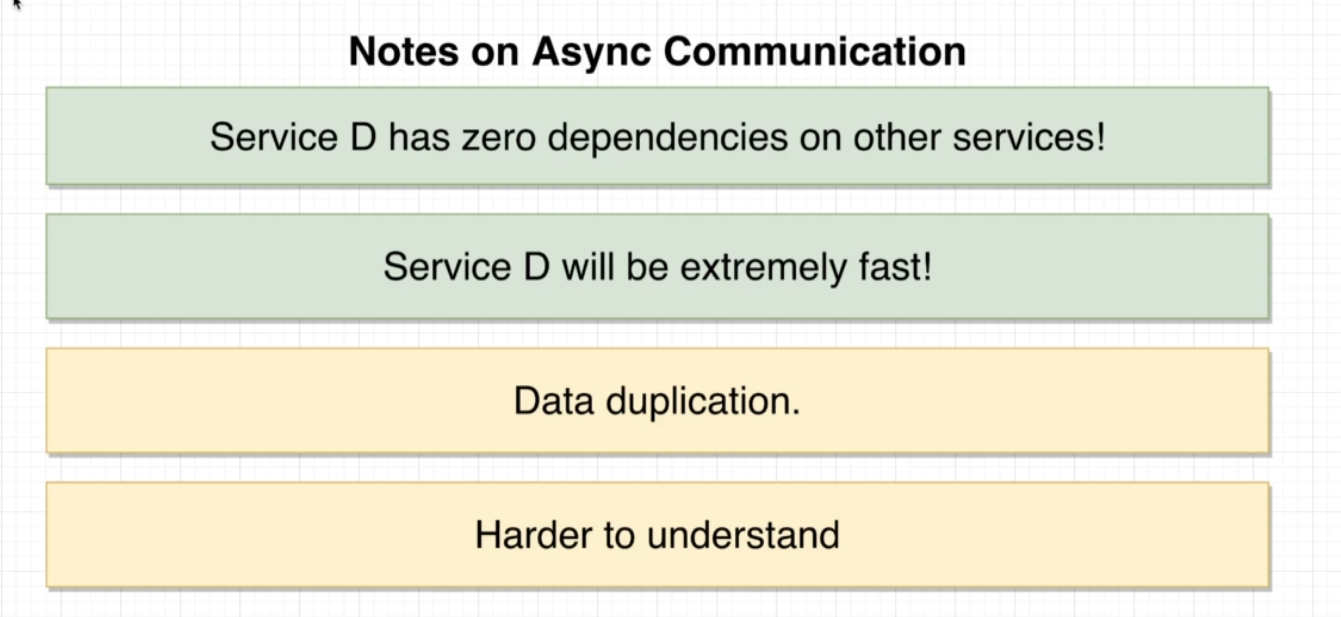 Notes on Async Communication
Service D has zero dependencies on other services!
Service D will be extremely fast!
Data duplication.
Harder to understand